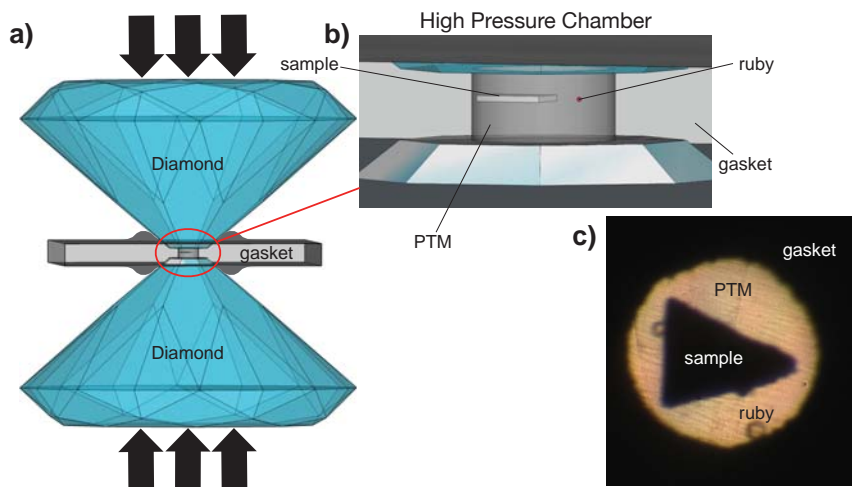 a)
Diamond
gasket
Diamond
b)
High Pressure Chamber
sample
ruby
gasket
PTM
c)
gasket
PTM
sample
ruby